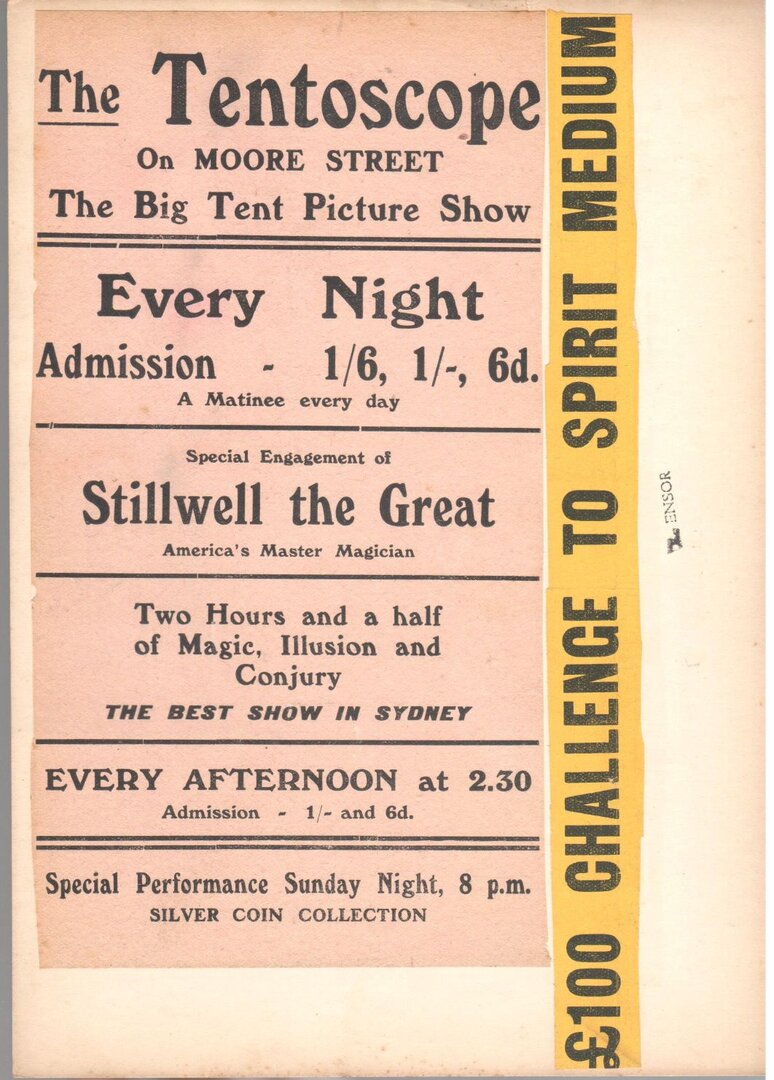 The Tentoscope
On MOORE STREET
The Big Tent Picture Show
Every Night
Admission - 1/6, 1/-, 6d.
A Matinee every day
Special Engagement of
Stillwell the Great
America's Master Magician
Two Hours and a half
of Magic, Illusion and
Conjury
THE BEST SHOW IN SYDNEY
EVERY AFTERNOON at 2.30
Admission - 1/- and 6d.
Special Performance Sunday Night, 8 p.m.
SILVER COIN COLLECTION
£100 CHALLENGE TO SPIRIT MEDIUM
ENSOR